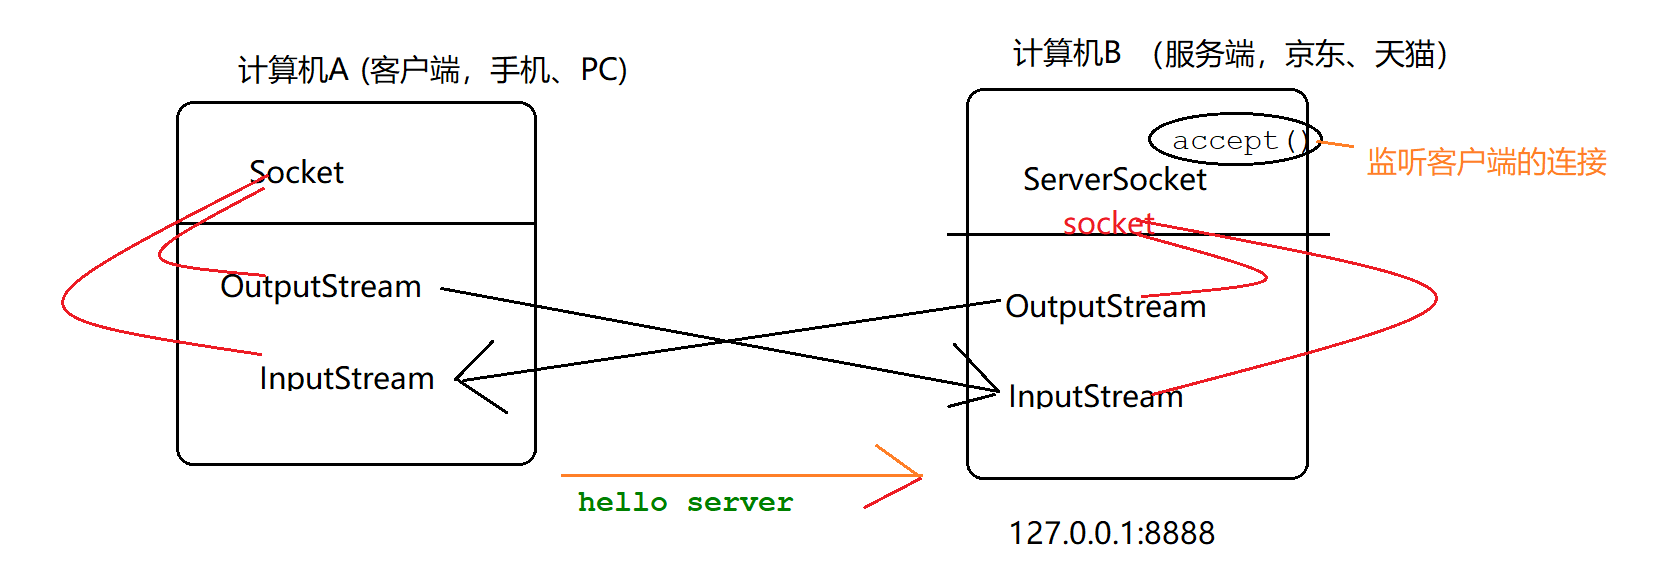 计算机A (客户端，手机、PC)
Socket
OutputStream
InputStream
计算机B （服务端，京东、天猫）
accept()
监听客户端的连接
ServerSocket
socket
OutputStream
InputStream
hello server
127.0.0.1:8888